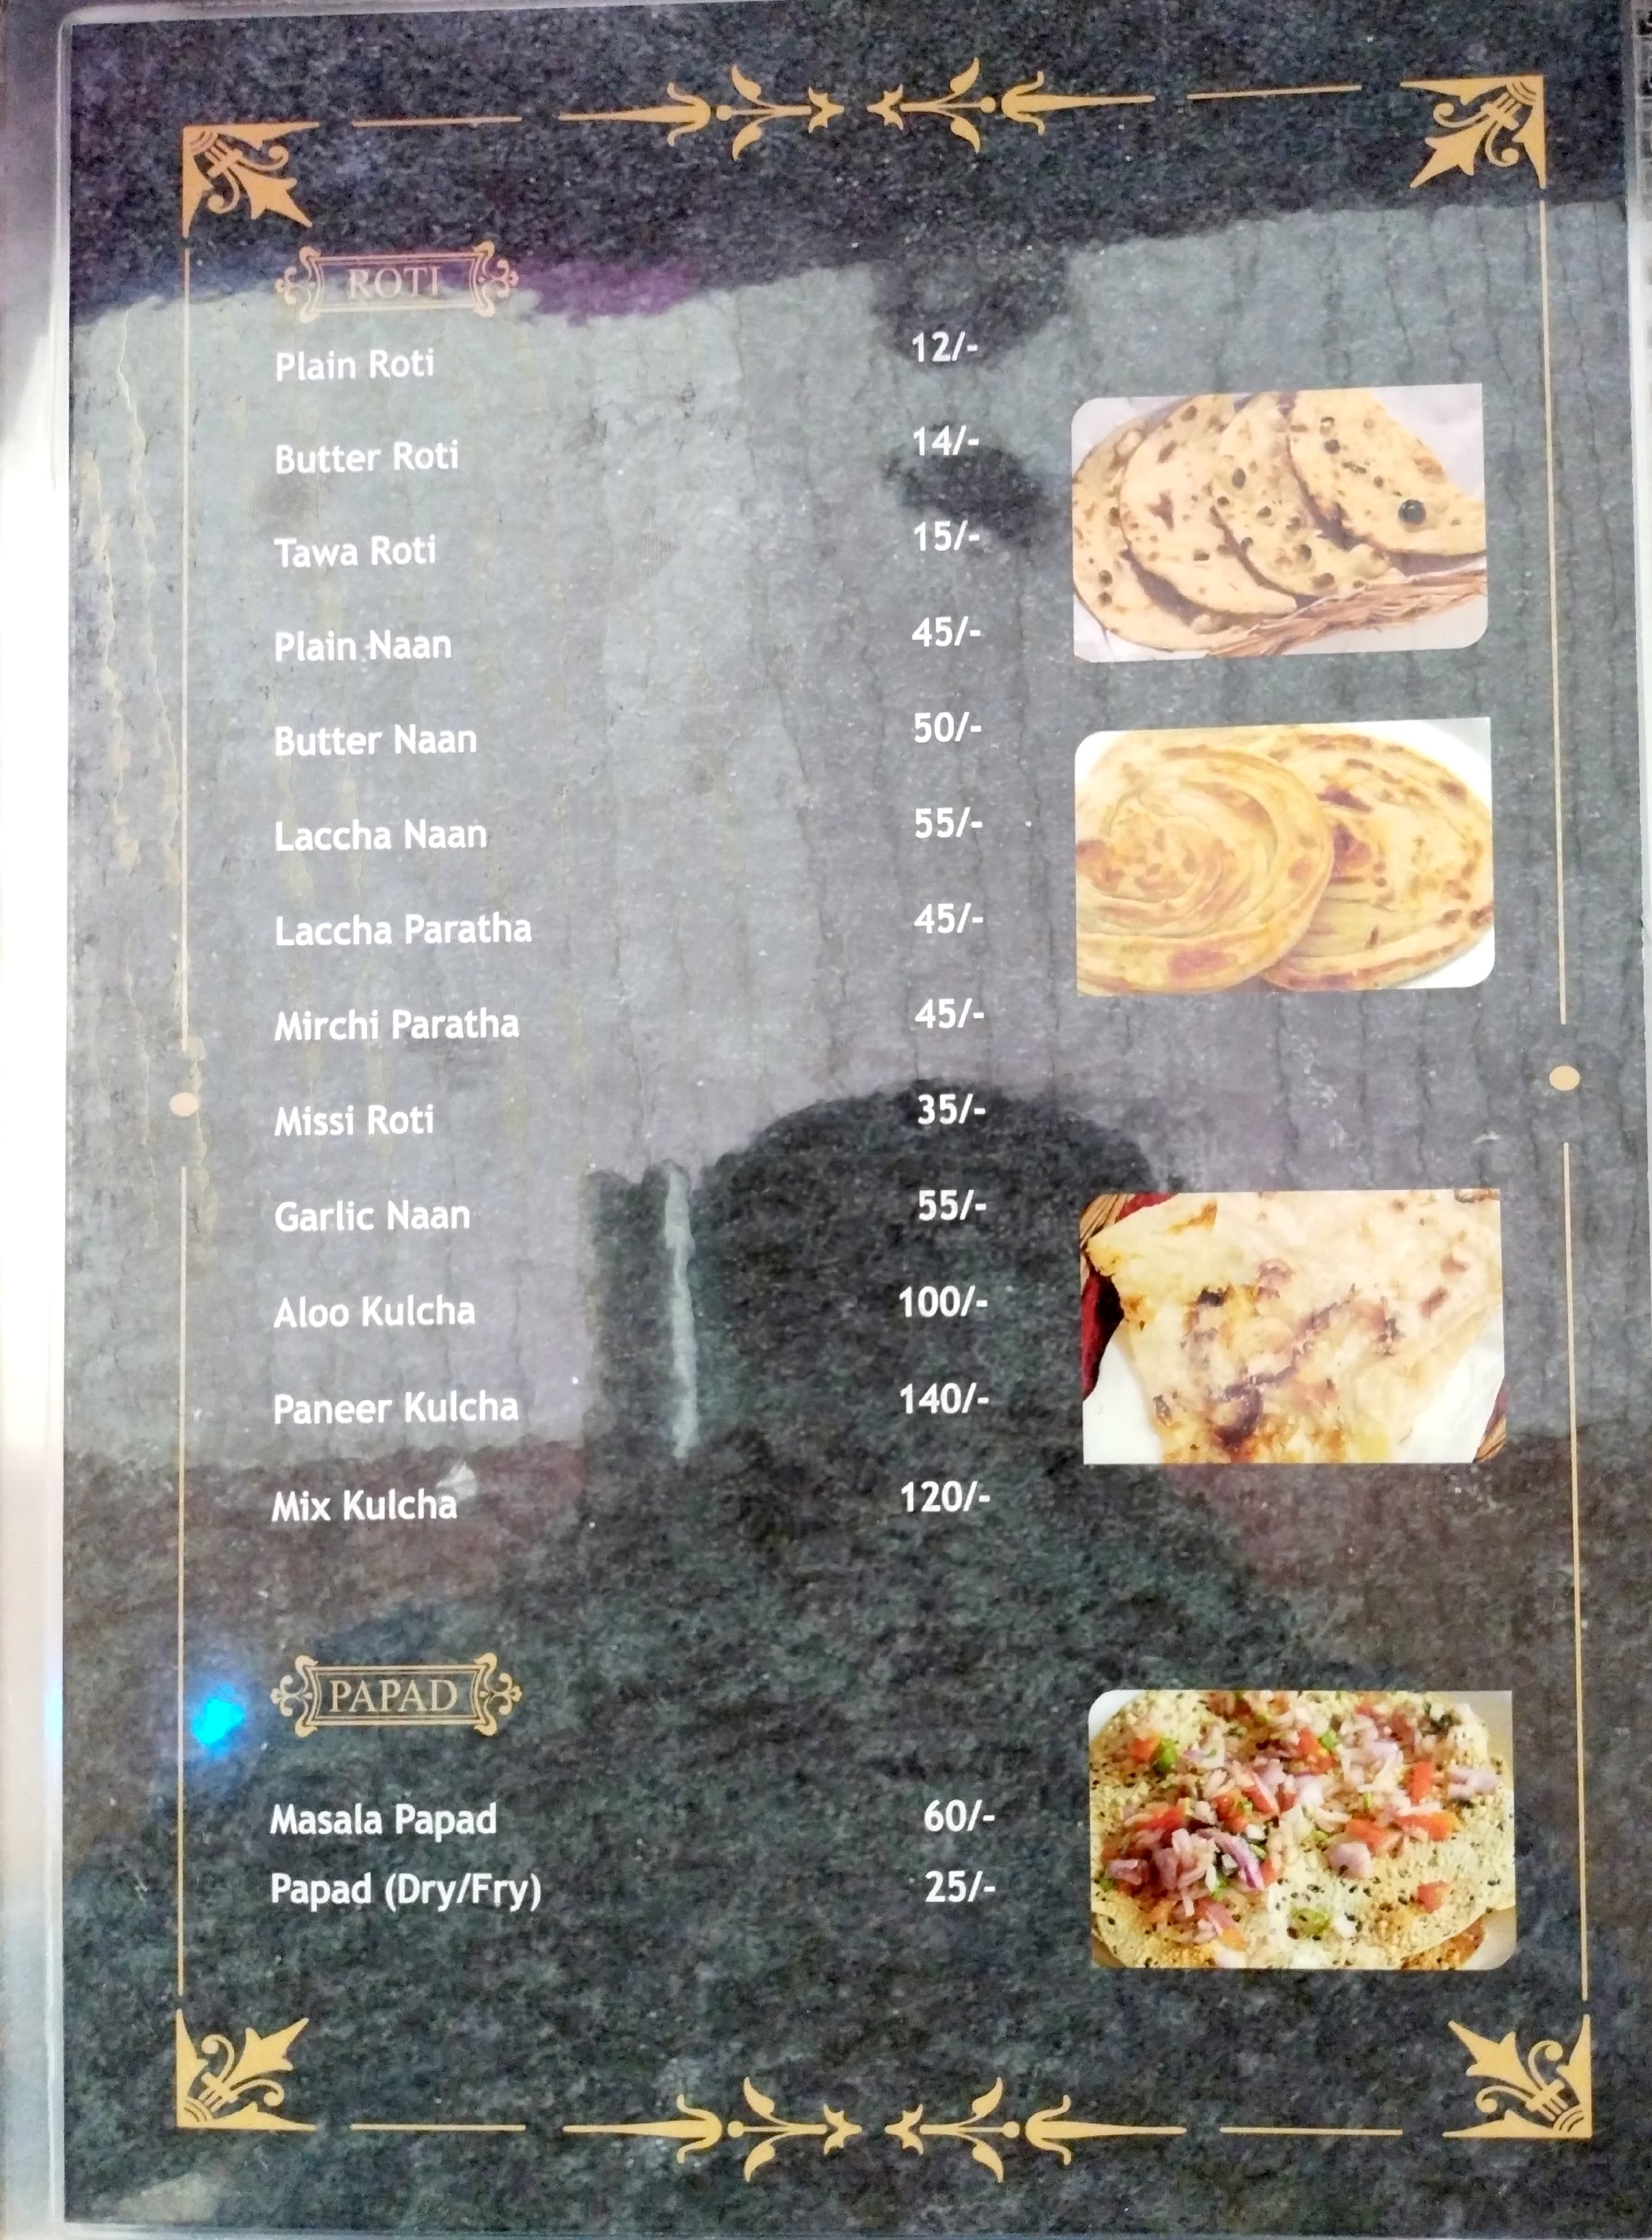 ROTI
Plain Roti 12/-
Butter Roti 14/-
Tawa Roti 15/-
Plain Naan 45/-
Butter Naan 50/-
Laccha Naan 55/-
Laccha Paratha 45/-
Mirchi Paratha 45/-
Missi Roti 35/-
Garlic Naan 55/-
Aloo Kulcha 100/-
Paneer Kulcha 140/-
Mix Kulcha 120/-
PAPAD
Masala Papad 60/-
Papad (Dry/Fry) 25/-